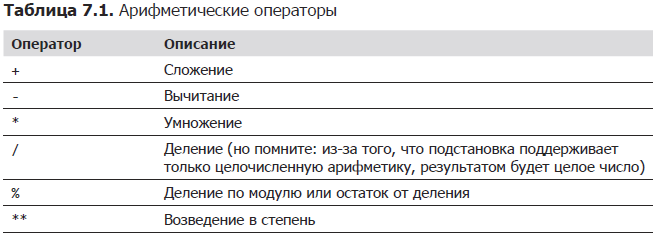 Таблица 7.1. Арифметические операторы
Оператор Описание
+ Сложение
- Вычитание
* Умножение
/ Деление (но помните: из-за того, что подстановка поддерживает
только целочисленную арифметику, результатом будет целое число)
% Деление по модулю или остаток от деления
** Возведение в степень